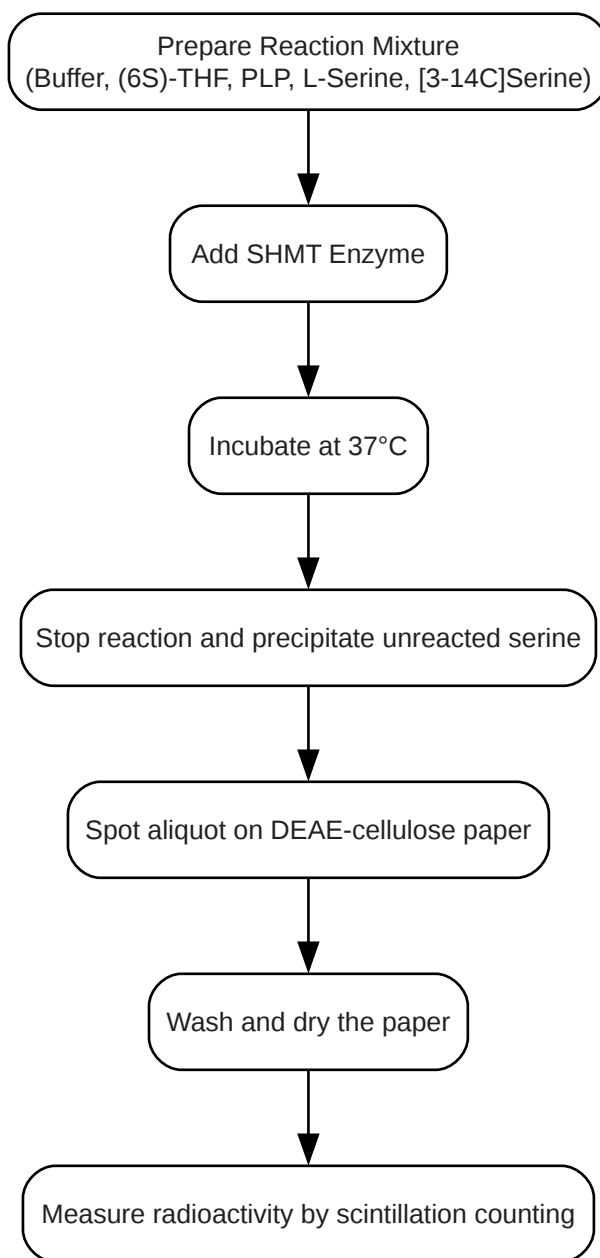 Prepare Reaction Mixture
(Buffer, (6S)-THF, PLP, L-Serine, [3-14C]Serine)
Add SHMT Enzyme
Incubate at 37°C
Stop reaction and precipitate unreacted serine
Spot aliquot on DEAE-cellulose paper
Wash and dry the paper
Measure radioactivity by scintillation counting